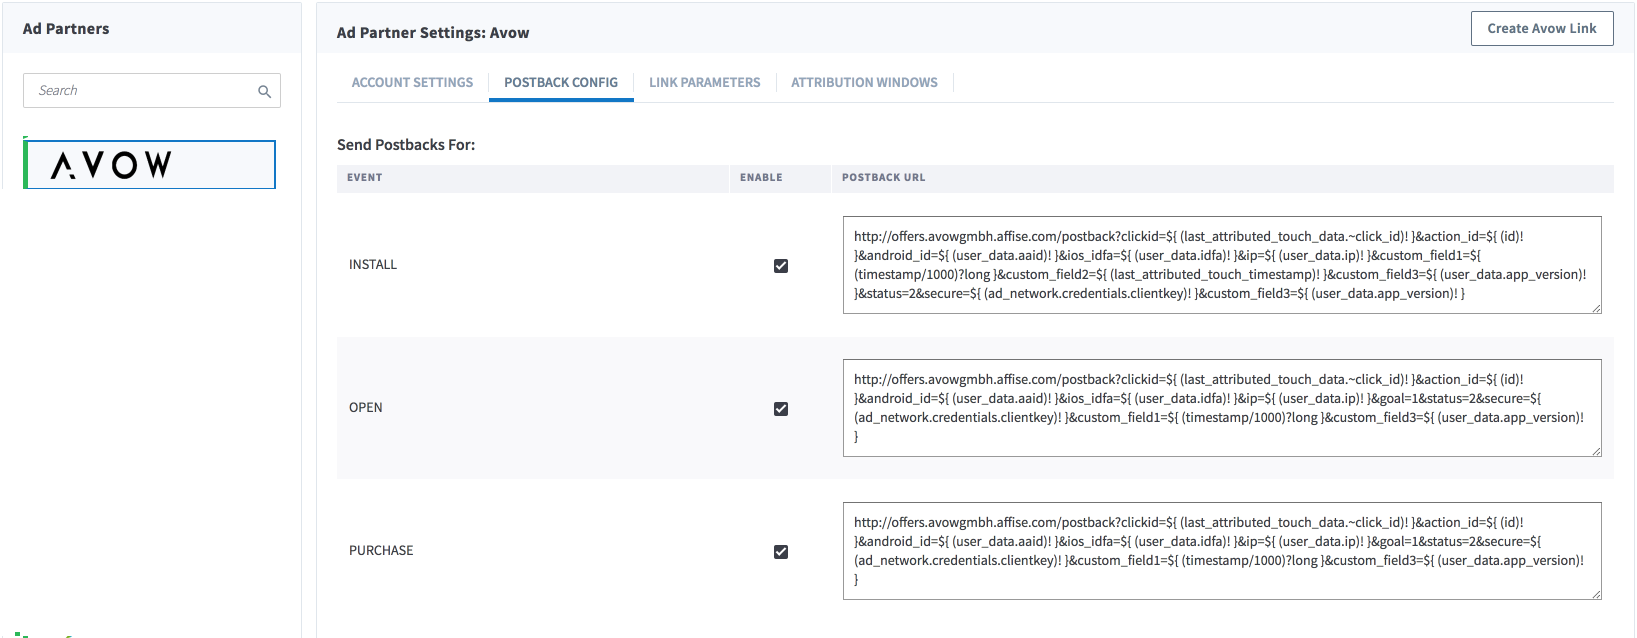 Ad Partners
Search
AVOW
Ad Partner Settings: Avow
Create Avow Link
ACCOUNT SETTINGS
POSTBACK CONFIG
LINK PARAMETERS
ATTRIBUTION WINDOWS
Send Postbacks For:
EVENT
ENABLE
POSTBACK URL
INSTALL
http://offers.avowgmbh.affise.com/postback?clickid=${ (last_attributed_touch_data.~click_id)! }&action_id=${ (id)!
}&android_id=${ (user_data.aaid)! }&ios_idfa=${ (user_data.idfa)! }&ip=${ (user_data.ip)! }&custom_field1=${
(timestamp/1000)?long }&custom_field2=${ (last_attributed_touch_timestamp)! }&custom_field3=${ (user_data.app_version)!
}&status=2&secure=${ (ad_network.credentials.clientkey)! }&custom_field3=${ (user_data.app_version)! }
OPEN
http://offers.avowgmbh.affise.com/postback?clickid=${ (last_attributed_touch_data.~click_id)! }&action_id=${ (id)!
}&android_id=${ (user_data.aaid)! }&ios_idfa=${ (user_data.idfa)! }&ip=${ (user_data.ip)! }&goal=1&status=2&secure=${
(ad_network.credentials.clientkey)! }&custom_field1=${ (timestamp/1000)?long }&custom_field3=${ (user_data.app_version)!
}
PURCHASE
http://offers.avowgmbh.affise.com/postback?clickid=${ (last_attributed_touch_data.~click_id)! }&action_id=${ (id)!
}&android_id=${ (user_data.aaid)! }&ios_idfa=${ (user_data.idfa)! }&ip=${ (user_data.ip)! }&goal=1&status=2&secure=${
(ad_network.credentials.clientkey)! }&custom_field1=${ (timestamp/1000)?long }&custom_field3=${ (user_data.app_version)!
}